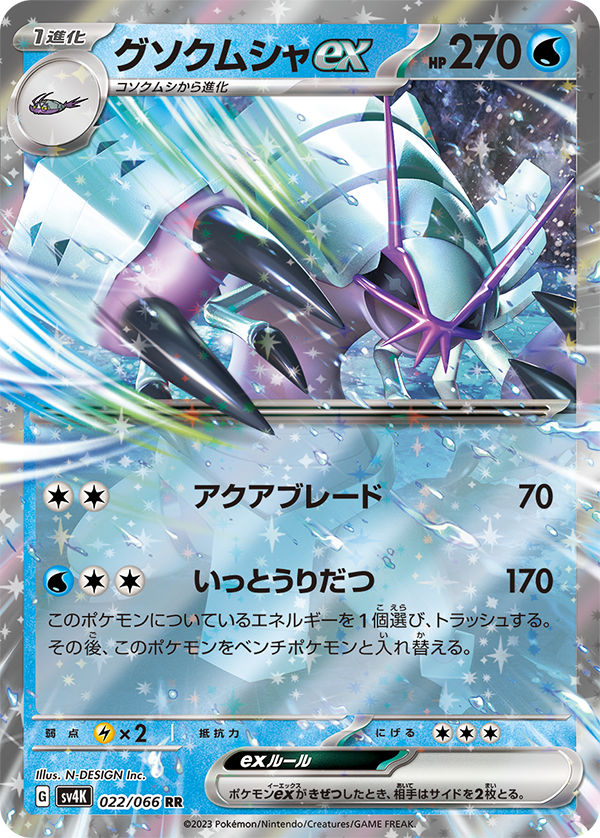 1進化
グソクムシャex
HP270
コソクムシから進化
アクアブレード 70
いっとうりだつ 170
このポケモンについているエネルギーを1個選び、トラッシュする。
その後、このポケモンをベンチポケモンと入れ替える。
弱点 ×2 抵抗力 にげる
exルール
ポケモンexがきぜつしたとき、相手はサイドを2枚とる。
Illus. N-DESIGN Inc.
G sv4K 022/066 RR
©2023 Pokémon/Nintendo/Creatures/GAME FREAK.